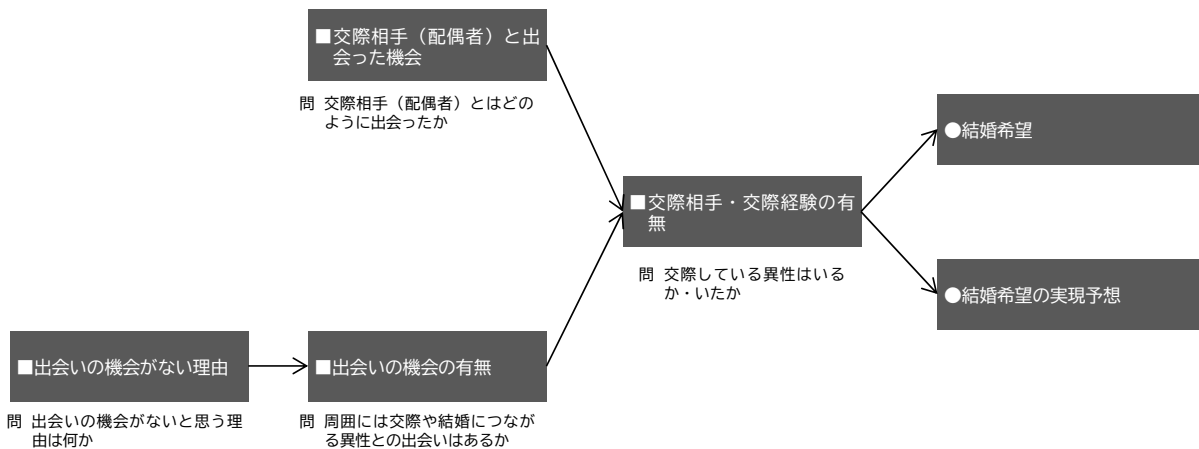 ■交際相手（配偶者）と出
会った機会
問 交際相手（配偶者）とはどの
ように出会ったか
●結婚希望
■交際相手・交際経験の有
無
問 交際している異性はいる
か・いたか
●結婚希望の実現予想
■出会いの機会がない理由
問 出会いの機会がないと思う理
由は何か
■出会いの機会の有無
問 周囲には交際や結婚につなが
る異性との出会いはあるか